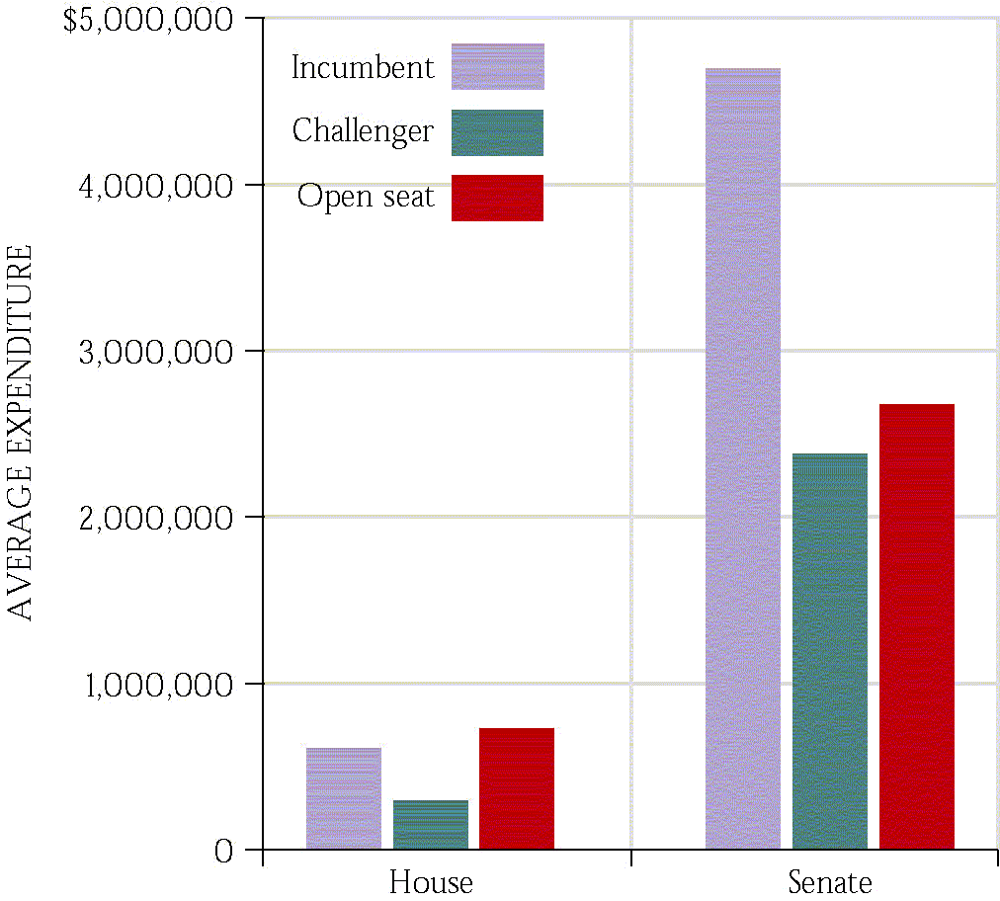 $5,000,000
Incumbent
Challenger
4,000,000
Open seat
3,000,000
AVERAGE EXPENDITURE
2,000,000
1,000,000
0
House
Senate